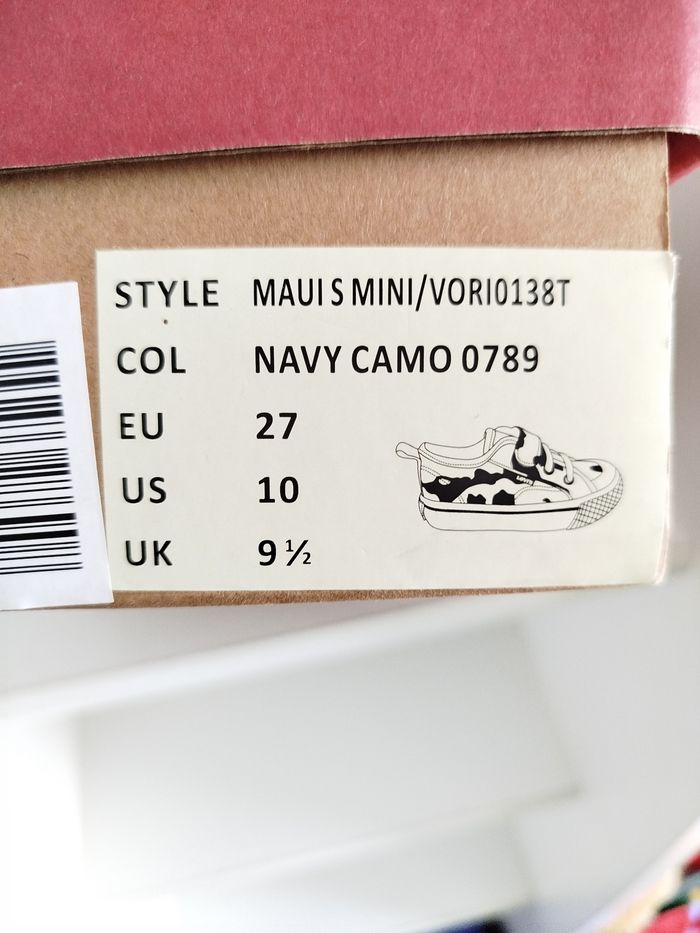 STYLE MAUI S MINI/VORI0138T
COL NAVY CAMO 0789
EU 27
US 10
UK 9 ½